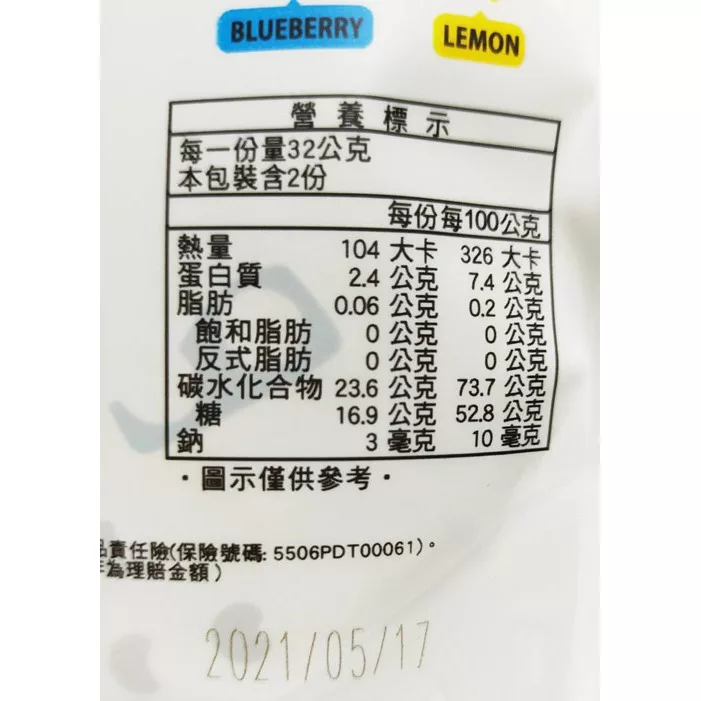 BLUEBERRY
LEMON
營養標示
每一份量32公克
本包裝含2份
每份 每100公克
熱量 104 大卡 326 大卡
蛋白質 2.4 公克 7.4 公克
脂肪 0.06 公克 0.2 公克
飽和脂肪 0 公克 0 公克
反式脂肪 0 公克 0 公克
碳水化合物 23.6 公克 73.7 公克
糖 16.9 公克 52.8 公克
鈉 3 毫克 10 毫克
・圖示僅供參考・
品責任險(保險號碼: 5506PDT00061)。
為理賠金額)
2021/05/17